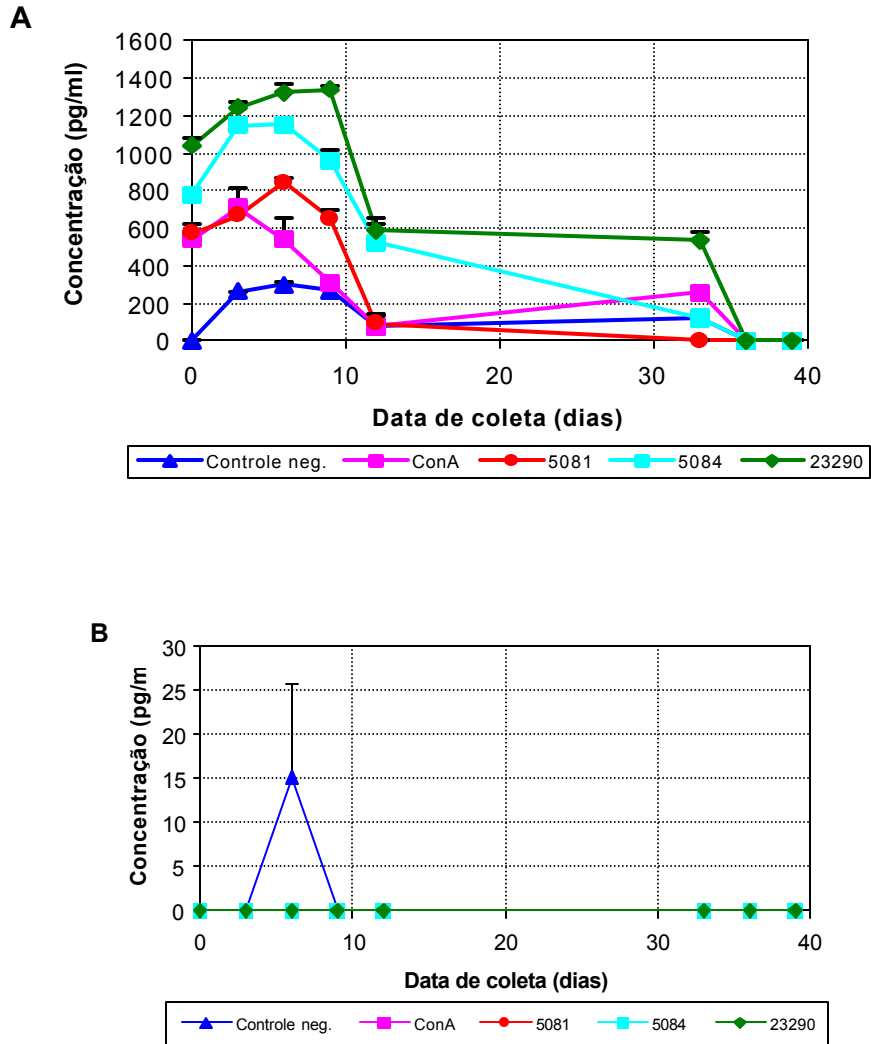 A
Concentração (pg/ml)
1600
1400
1200
1000
800
600
400
200
0
0 10 20 30 40
Data de coleta (dias)
Controle neg. ConA 5081 5084 23290
B
Concentração (pg/m
30
25
20
15
10
5
0
0 10 20 30 40
Data de coleta (dias)
Controle neg. ConA 5081 5084 23290